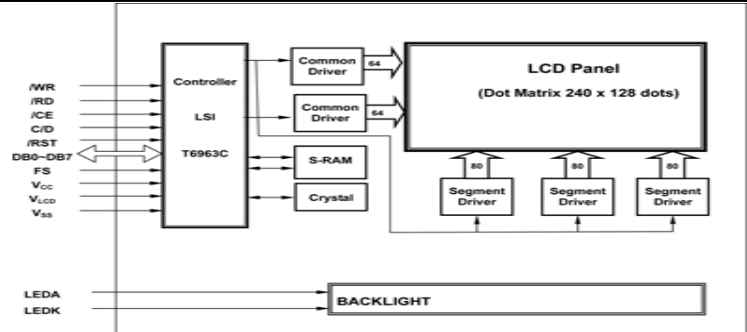 /WR
/RD
/CE
C/D
/RST
DB0~DB7
FS
VCC
VLCD
VSS
LEDA
LEDK
Controller
LSI
T6963C
Common
Driver
64
Common
Driver
64
S-RAM
Crystal
LCD Panel
(Dot Matrix 240 x 128 dots)
80
80
80
Segment
Driver
Segment
Driver
Segment
Driver
BACKLIGHT